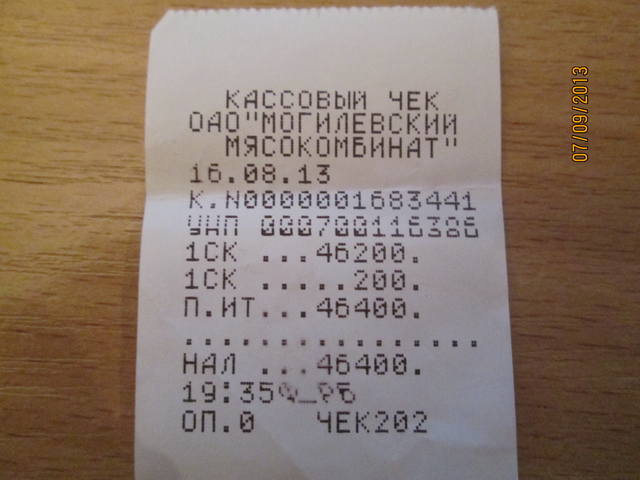 КАССОВЫЙ ЧЕК
ОАО"МОГИЛЕВСКИЙ
МЯСОКОМБИНАТ"
16.08.13
К.N0000001683441
УНП 000700116386
1СК ...46200.
1СК .....200.
П.ИТ...46400.
................
НАЛ ...46400.
19:35
ОП.0 ЧЕК202
07/09/2013